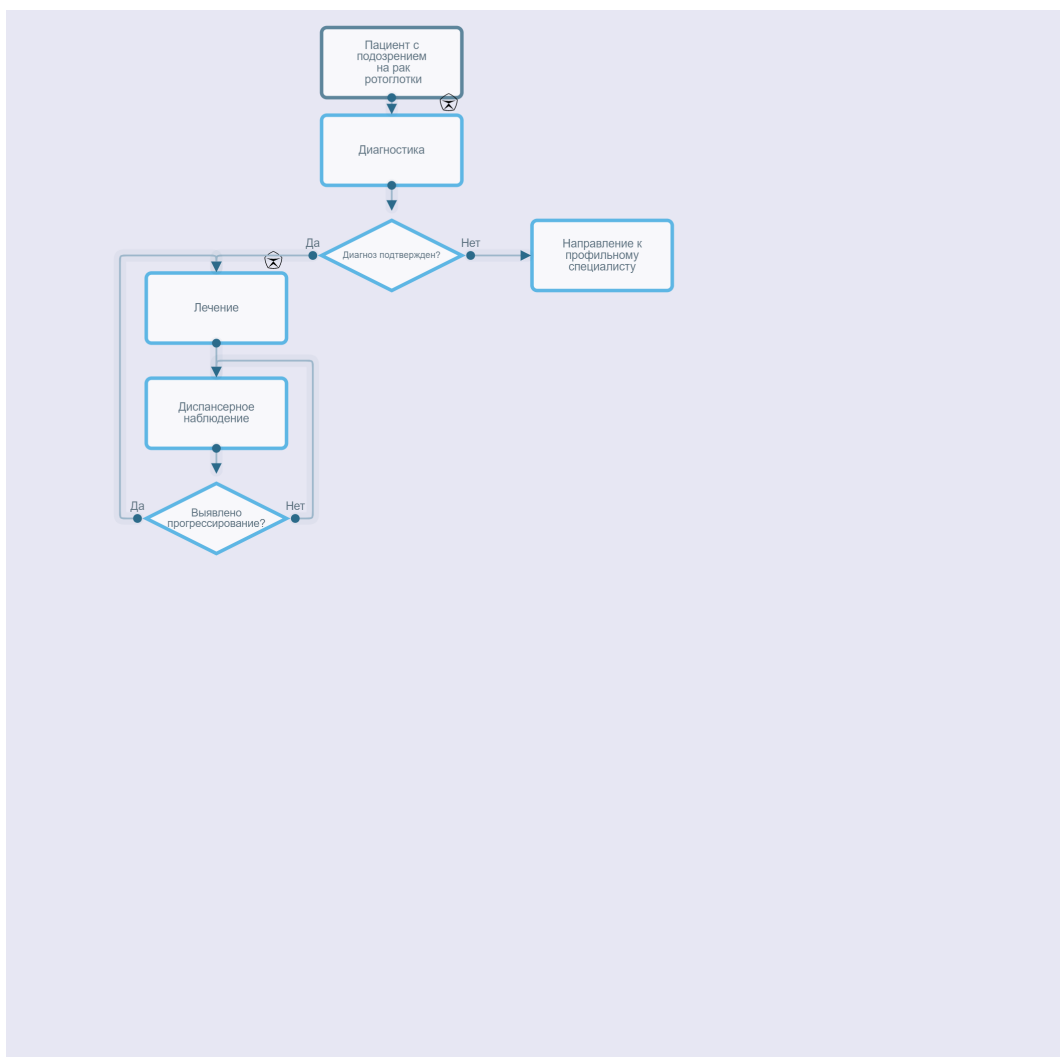 Пациент с
подозрением
на рак
ротоглотки
Диагностика
Да
Диагноз подтвержден?
Нет
Направление к
профильному
специалисту
Лечение
Диспансерное
наблюдение
Да
Выявлено
прогрессирование?
Нет